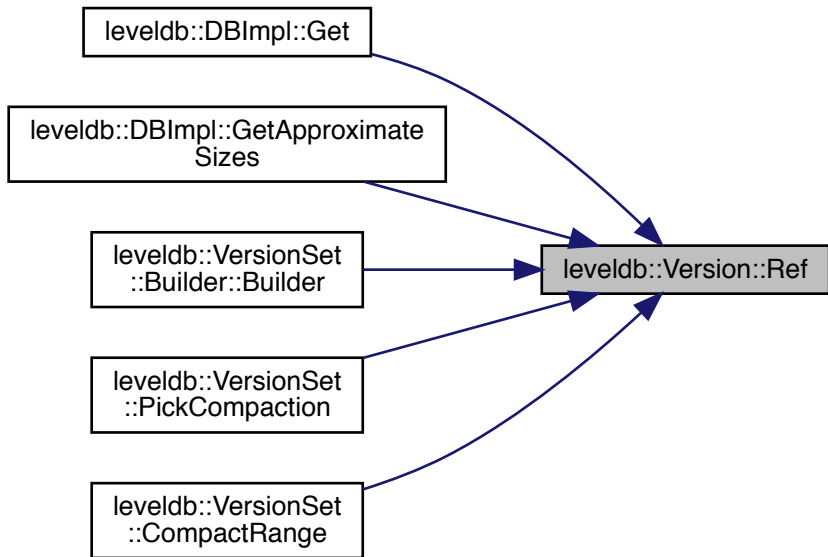 leveldb::DBImpl::Get
leveldb::DBImpl::GetApproximate
Sizes
leveldb::VersionSet
::Builder::Builder
leveldb::Version::Ref
leveldb::VersionSet
::PickCompaction
leveldb::VersionSet
::CompactRange